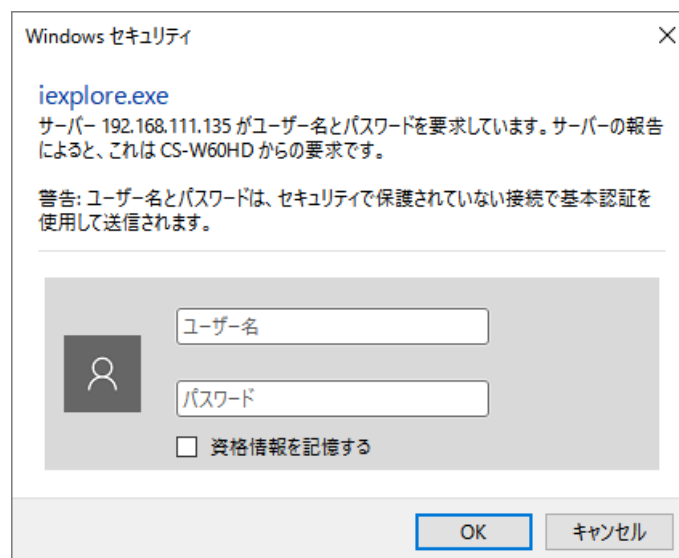 Windows セキュリティ
iexplore.exe
サーバー 192.168.111.135 がユーザー名とパスワードを要求しています。サーバーの報告
によると、これは CS-W60HD からの要求です。
警告: ユーザー名とパスワードは、セキュリティで保護されていない接続で基本認証を
使用して送信されます。
ユーザー名
パスワード
資格情報を記憶する
OK
キャンセル